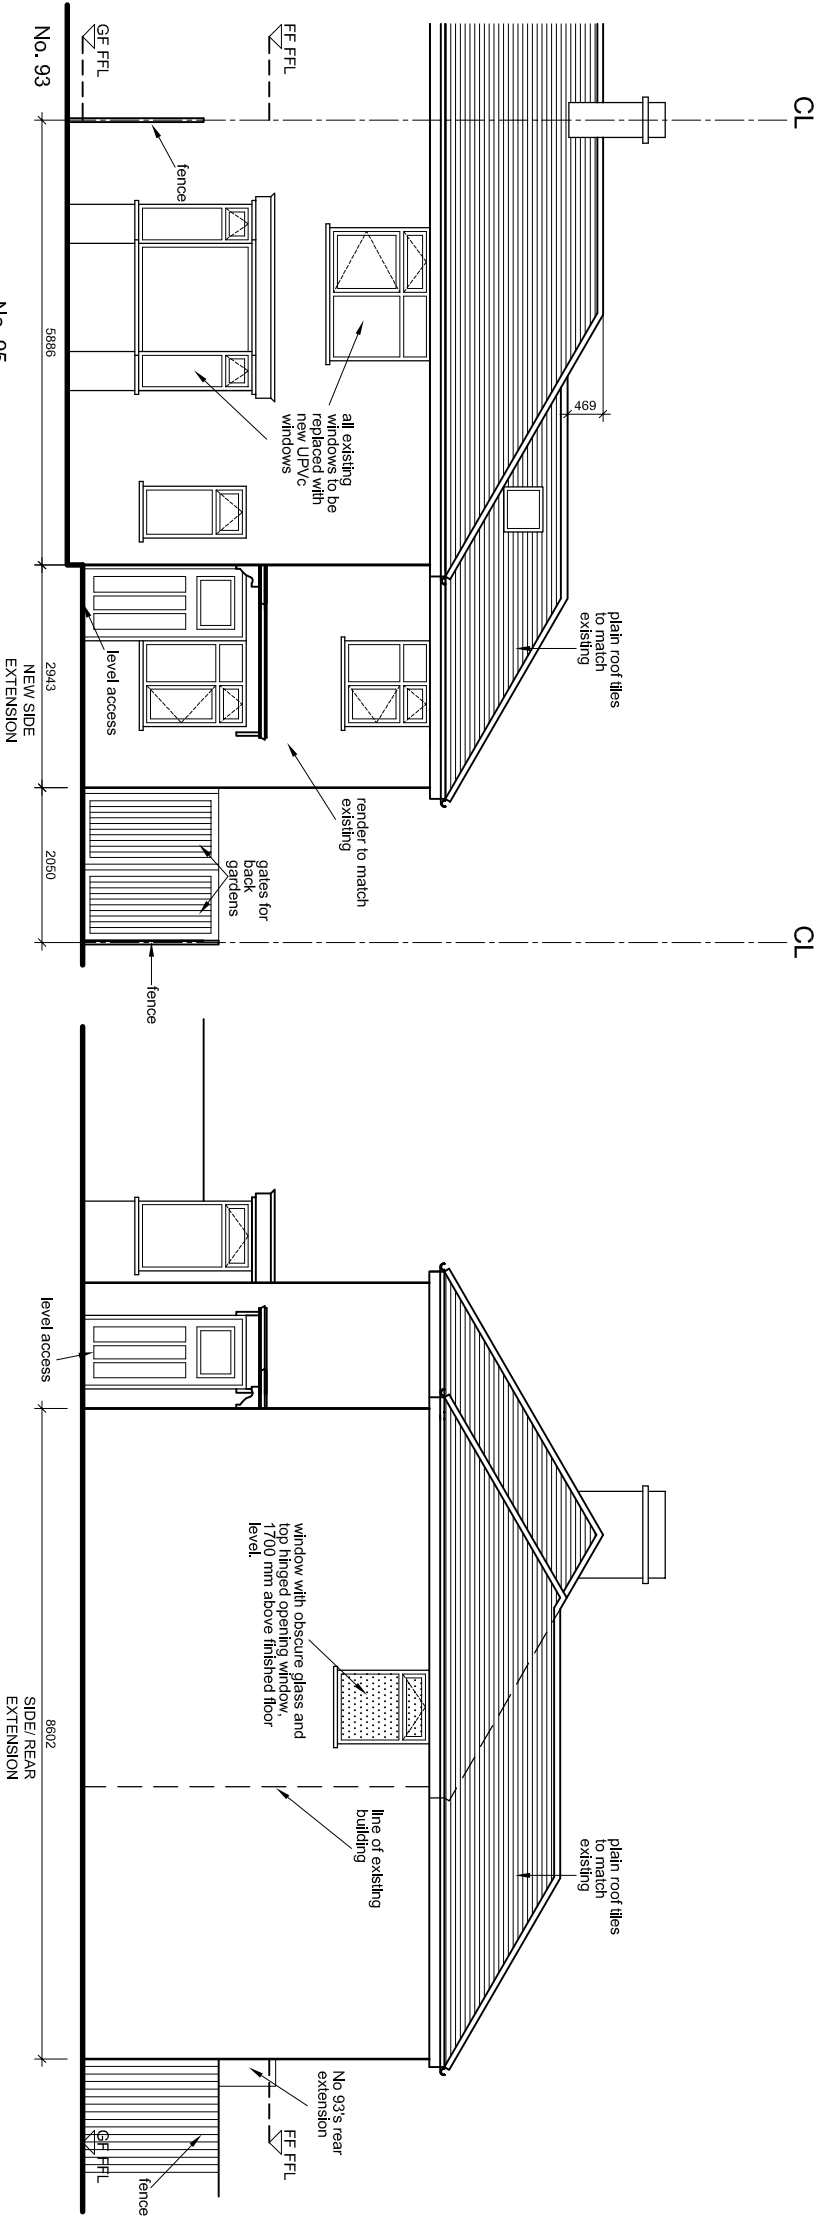 CL
CL
GF FFL
FF FFL
No. 93
fence
5886
No. 95
all existing
windows to be
replaced with
new UPVc
windows
469
plain roof tiles
to match
existing
level access
2943
NEW SIDE
EXTENSION
render to match
existing
gates for
back
gardens
2050
fence
level access
window with obscure glass and
top hinged opening window,
1700 mm above finished floor
level.
8602
SIDE/ REAR
EXTENSION
line of existing
building
plain roof tiles
to match
existing
No 93's rear
extension
FF FFL
GF FFL
fence